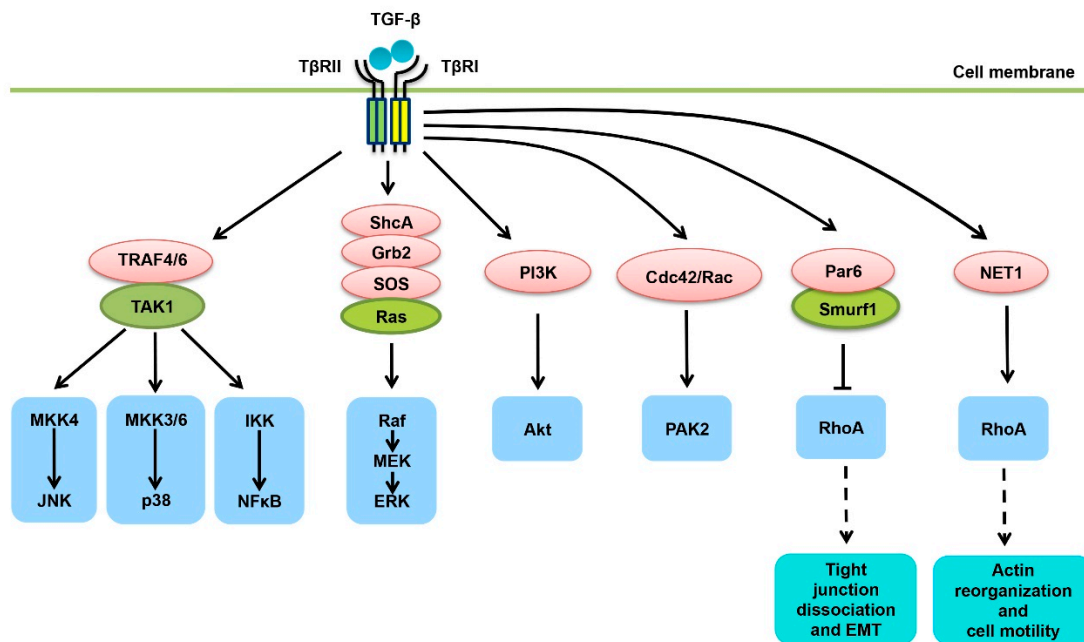 TGF-β
TβRII
TβRI
Cell membrane
TRAF4/6
TAK1
ShcA
Grb2
SOS
Ras
PI3K
Cdc42/Rac
Par6
Smurf1
NET1
MKK4
JNK
MKK3/6
p38
IKK
NFκB
Raf
MEK
ERK
Akt
PAK2
RhoA
RhoA
Tight
junction
dissociation
and EMT
Actin
reorganization
and
cell motility